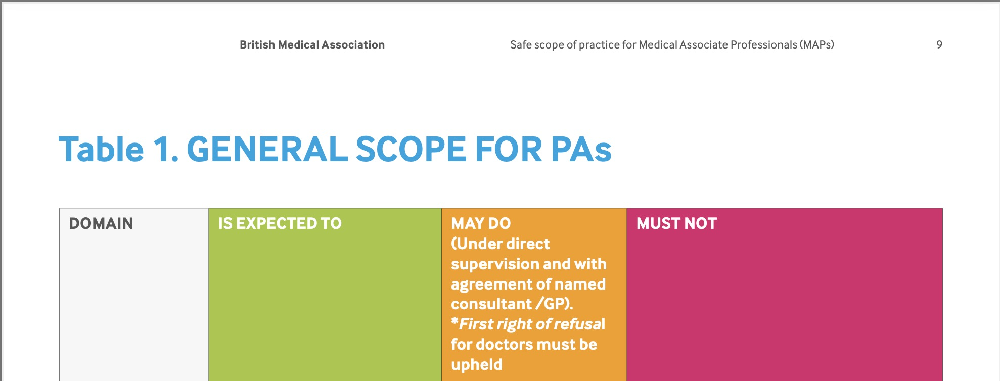 British Medical Association Safe scope of practice for Medical Associate Professionals (MAPs) 9
Table 1. GENERAL SCOPE FOR PAs
DOMAIN
IS EXPECTED TO
MAY DO
(Under direct
supervision and with
agreement of named
consultant /GP).
*First right of refusal
for doctors must be
upheld
MUST NOT